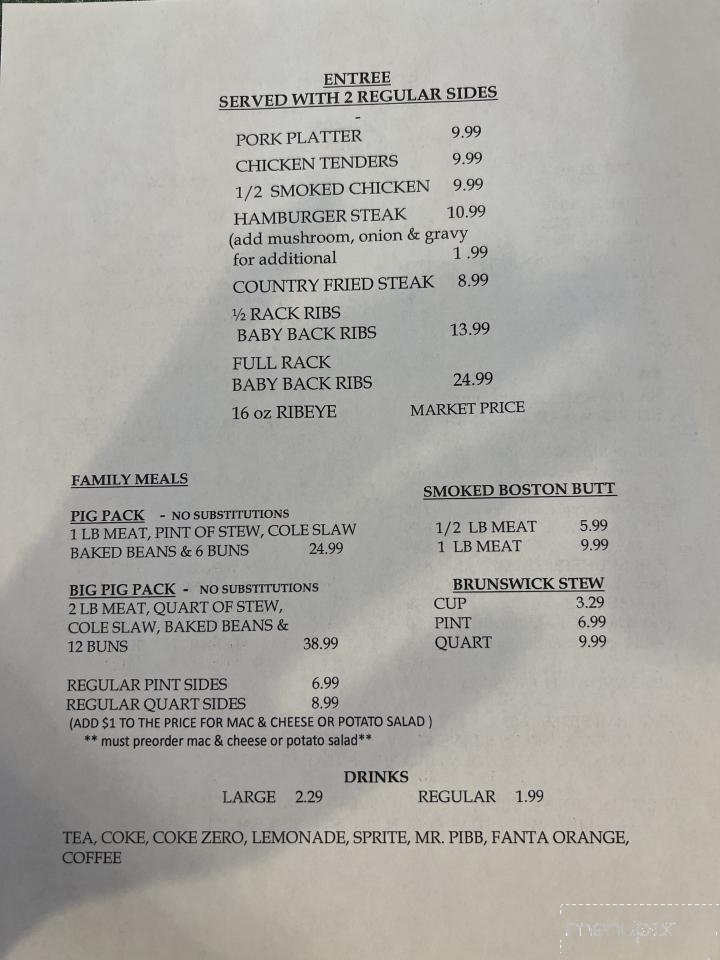 ENTREE
SERVED WITH 2 REGULAR SIDES
-
PORK PLATTER 9.99
CHICKEN TENDERS 9.99
1/2 SMOKED CHICKEN 9.99
HAMBURGER STEAK 10.99
(add mushroom, onion & gravy
for additional 1 .99
COUNTRY FRIED STEAK 8.99
½ RACK RIBS
BABY BACK RIBS 13.99
FULL RACK
BABY BACK RIBS 24.99
16 oz RIBEYE MARKET PRICE
FAMILY MEALS
PIG PACK - NO SUBSTITUTIONS
1 LB MEAT, PINT OF STEW, COLE SLAW
BAKED BEANS & 6 BUNS 24.99
BIG PIG PACK - NO SUBSTITUTIONS
2 LB MEAT, QUART OF STEW,
COLE SLAW, BAKED BEANS &
12 BUNS 38.99
REGULAR PINT SIDES 6.99
REGULAR QUART SIDES 8.99
(ADD $1 TO THE PRICE FOR MAC & CHEESE OR POTATO SALAD )
** must preorder mac & cheese or potato salad**
SMOKED BOSTON BUTT
1/2 LB MEAT 5.99
1 LB MEAT 9.99
BRUNSWICK STEW
CUP 3.29
PINT 6.99
QUART 9.99
DRINKS
LARGE 2.29 REGULAR 1.99
TEA, COKE, COKE ZERO, LEMONADE, SPRITE, MR. PIBB, FANTA ORANGE,
COFFEE
menupix